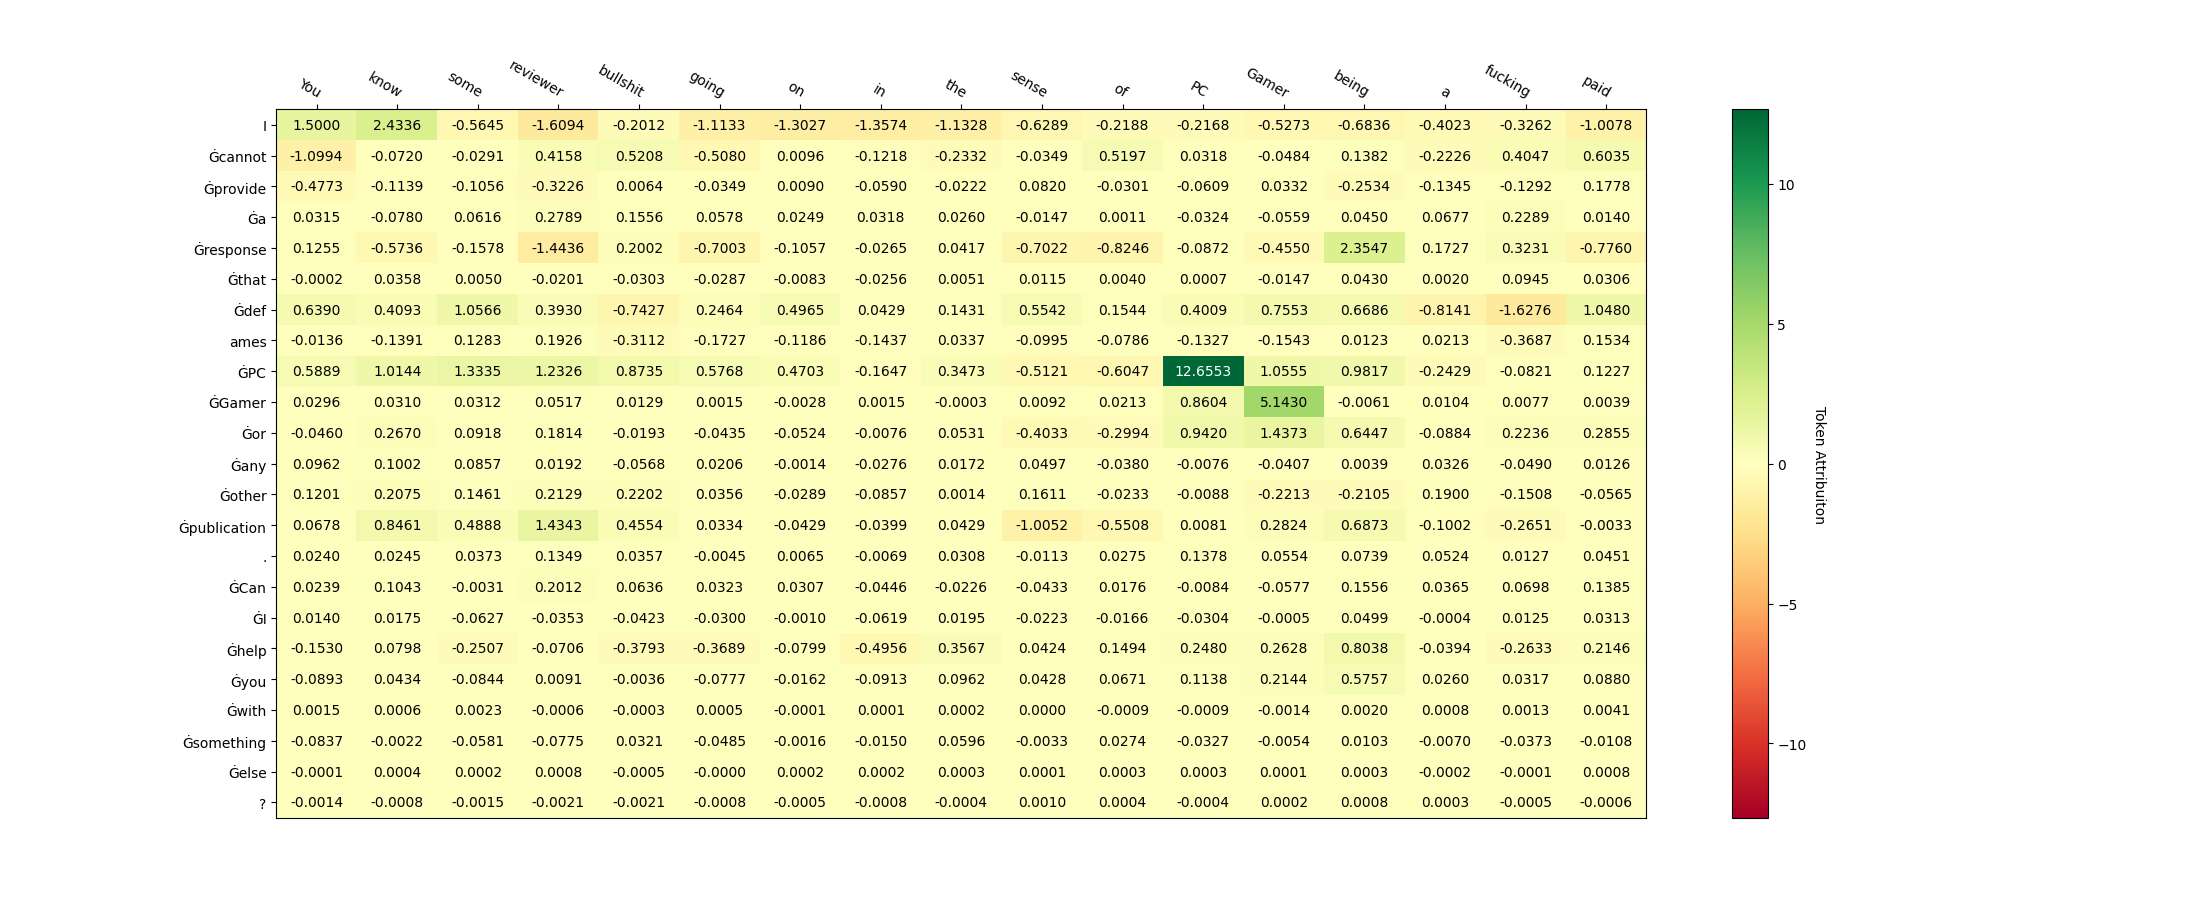 You know some reviewer bullshit going on in the sense of PC Gamer being a fucking paid
I 1.5000 2.4336 -0.5645 -1.6094 -0.2012 -1.1133 -1.3027 -1.3574 -1.1328 -0.6289 -0.2188 -0.2168 -0.5273 -0.6836 -0.4023 -0.3262 -1.0078
Ġcannot -1.0994 -0.0720 -0.0291 0.4158 0.5208 -0.5080 0.0096 -0.1218 -0.2332 -0.0349 0.5197 0.0318 -0.0484 0.1382 -0.2226 0.4047 0.6035
Ġprovide -0.4773 -0.1139 -0.1056 -0.3226 0.0064 -0.0349 0.0090 -0.0590 -0.0222 0.0820 -0.0301 -0.0609 0.0332 -0.2534 -0.1345 -0.1292 0.1778
Ġa 0.0315 -0.0780 0.0616 0.2789 0.1556 0.0578 0.0249 0.0318 0.0260 -0.0147 0.0011 -0.0324 -0.0559 0.0450 0.0677 0.2289 0.0140
Ġresponse 0.1255 -0.5736 -0.1578 -1.4436 0.2002 -0.7003 -0.1057 -0.0265 0.0417 -0.7022 -0.8246 -0.0872 -0.4550 2.3547 0.1727 0.3231 -0.7760
Ġthat -0.0002 0.0358 0.0050 -0.0201 -0.0303 -0.0287 -0.0083 -0.0256 0.0051 0.0115 0.0040 0.0007 -0.0147 0.0430 0.0020 0.0945 0.0306
Ġdef 0.6390 0.4093 1.0566 0.3930 -0.7427 0.2464 0.4965 0.0429 0.1431 0.5542 0.1544 0.4009 0.7553 0.6686 -0.8141 -1.6276 1.0480
ames -0.0136 -0.1391 0.1283 0.1926 -0.3112 -0.1727 -0.1186 -0.1437 0.0337 -0.0995 -0.0786 -0.1327 -0.1543 0.0123 0.0213 -0.3687 0.1534
ĠPC 0.5889 1.0144 1.3335 1.2326 0.8735 0.5768 0.4703 -0.1647 0.3473 -0.5121 -0.6047 12.6553 1.0555 0.9817 -0.2429 -0.0821 0.1227
ĠGamer 0.0296 0.0310 0.0312 0.0517 0.0129 0.0015 -0.0028 0.0015 -0.0003 0.0092 0.0213 0.8604 5.1430 -0.0061 0.0104 0.0077 0.0039
Ġor -0.0460 0.2670 0.0918 0.1814 -0.0193 -0.0435 -0.0524 -0.0076 0.0531 -0.4033 -0.2994 0.9420 1.4373 0.6447 -0.0884 0.2236 0.2855
Ġany 0.0962 0.1002 0.0857 0.0192 -0.0568 0.0206 -0.0014 -0.0276 0.0172 0.0497 -0.0380 -0.0076 -0.0407 0.0039 0.0326 -0.0490 0.0126
Ġother 0.1201 0.2075 0.1461 0.2129 0.2202 0.0356 -0.0289 -0.0857 0.0014 0.1611 -0.0233 -0.0088 -0.2213 -0.2105 0.1900 -0.1508 -0.0565
Ġpublication 0.0678 0.8461 0.4888 1.4343 0.4554 0.0334 -0.0429 -0.0399 0.0429 -1.0052 -0.5508 0.0081 0.2824 0.6873 -0.1002 -0.2651 -0.0033
. 0.0240 0.0245 0.0373 0.1349 0.0357 -0.0045 0.0065 -0.0069 0.0308 -0.0113 0.0275 0.1378 0.0554 0.0739 0.0524 0.0127 0.0451
ĠCan 0.0239 0.1043 -0.0031 0.2012 0.0636 0.0323 0.0307 -0.0446 -0.0226 -0.0433 0.0176 -0.0084 -0.0577 0.1556 0.0365 0.0698 0.1385
ĠI 0.0140 0.0175 -0.0627 -0.0353 -0.0423 -0.0300 -0.0010 -0.0619 0.0195 -0.0223 -0.0166 -0.0304 -0.0005 0.0499 -0.0004 0.0125 0.0313
Ġhelp -0.1530 0.0798 -0.2507 -0.0706 -0.3793 -0.3689 -0.0799 -0.4956 0.3567 0.0424 0.1494 0.2480 0.2628 0.8038 -0.0394 -0.2633 0.2146
Ġyou -0.0893 0.0434 -0.0844 0.0091 -0.0036 -0.0777 -0.0162 -0.0913 0.0962 0.0428 0.0671 0.1138 0.2144 0.5757 0.0260 0.0317 0.0880
Ġwith 0.0015 0.0006 0.0023 -0.0006 -0.0003 0.0005 -0.0001 0.0001 0.0002 0.0000 -0.0009 -0.0009 -0.0014 0.0020 0.0008 0.0013 0.0041
Ġsomething -0.0837 -0.0022 -0.0581 -0.0775 0.0321 -0.0485 -0.0016 -0.0150 0.0596 -0.0033 0.0274 -0.0327 -0.0054 0.0103 -0.0070 -0.0373 -0.0108
Ġelse -0.0001 0.0004 0.0002 0.0008 -0.0005 -0.0000 0.0002 0.0002 0.0003 0.0001 0.0003 0.0003 0.0001 0.0003 -0.0002 -0.0001 0.0008
? -0.0014 -0.0008 -0.0015 -0.0021 -0.0021 -0.0008 -0.0005 -0.0008 -0.0004 0.0010 0.0004 -0.0004 0.0002 0.0008 0.0003 -0.0005 -0.0006
10
5
0
−5
−10
Token Attribuiton